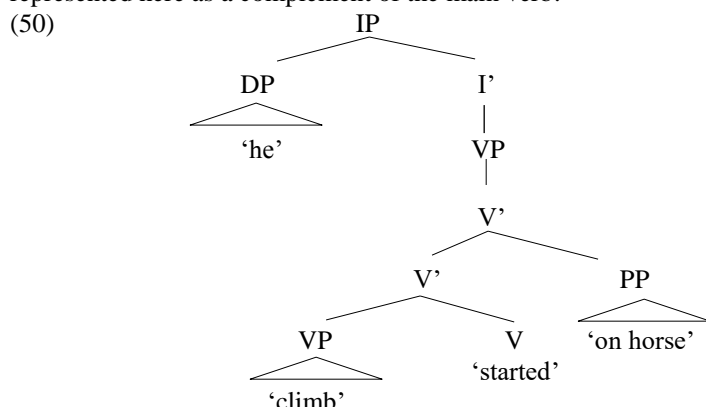 represented here as a complement of the main verb.
(50) IP
DP I’
‘he’ VP
V’
V’ PP
VP V ‘on horse’
‘started’
‘climb’